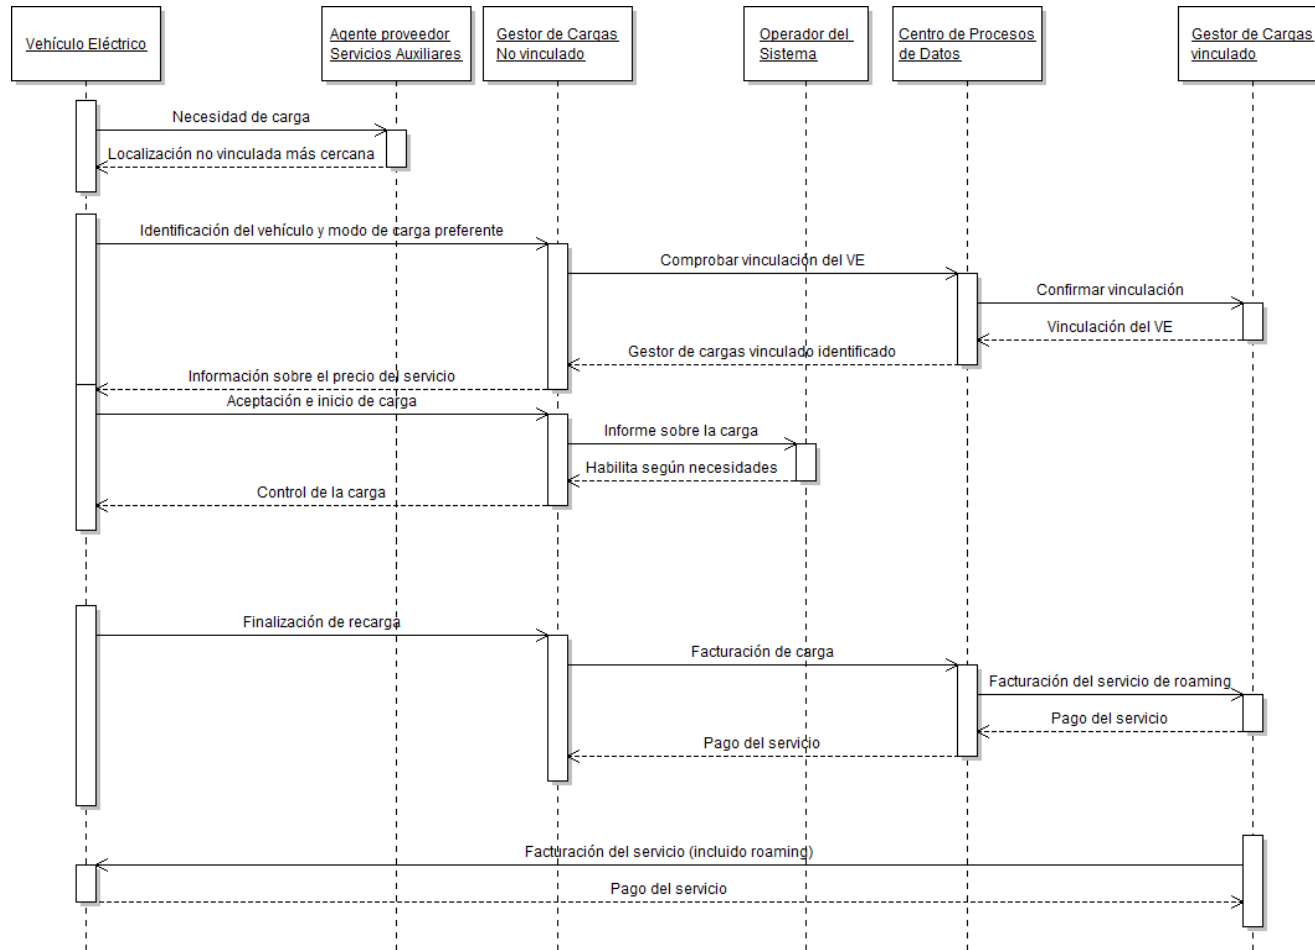 Vehículo Eléctrico
Agente proveedor
Servicios Auxiliares
Gestor de Cargas
No vinculado
Operador del
Sistema
Centro de Procesos
de Datos
Gestor de Cargas
vinculado
Necesidad de carga
Localización no vinculada más cercana
Identificación del vehículo y modo de carga preferente
Comprobar vinculación del VE
Confirmar vinculación
Vinculación del VE
Gestor de cargas vinculado identificado
Información sobre el precio del servicio
Aceptación e inicio de carga
Informe sobre la carga
Habilita según necesidades
Control de la carga
Finalización de recarga
Facturación de carga
Facturación del servicio de roaming
Pago del servicio
Pago del servicio
Facturación del servicio (incluido roaming)
Pago del servicio